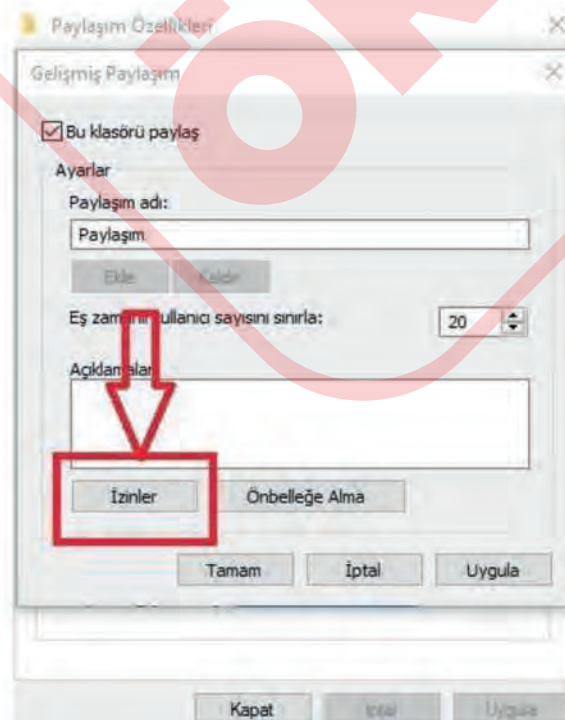 Paylaşım Özellikleri
Gelişmiş Paylaşım
Bu klasörü paylaş
Ayarlar
Paylaşım adı:
Paylaşım
Ekle Kaldır
Eş zamanlı kullanıcı sayısını sınırla: 20
Açıklamalar
İzinler Önbelleğe Alma
Tamam İptal Uygula
Kapat İptal Uygula